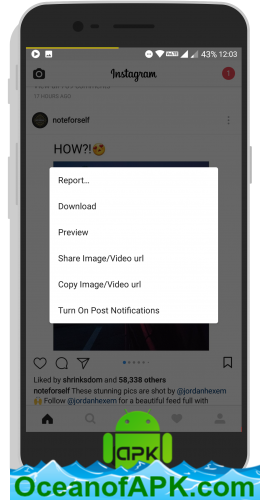 43% 12:03
Instagram
1
noteforself
HOW?!
Report...
Download
Preview
Share Image/Video url
Copy Image/Video url
Turn On Post Notifications
Liked by shrinksdom and 58,338 others
noteforself These stunning pics are shot by @jordanhexem
Follow @jordanhexem for a beautiful feed full with
APK
OceanofAPK.com